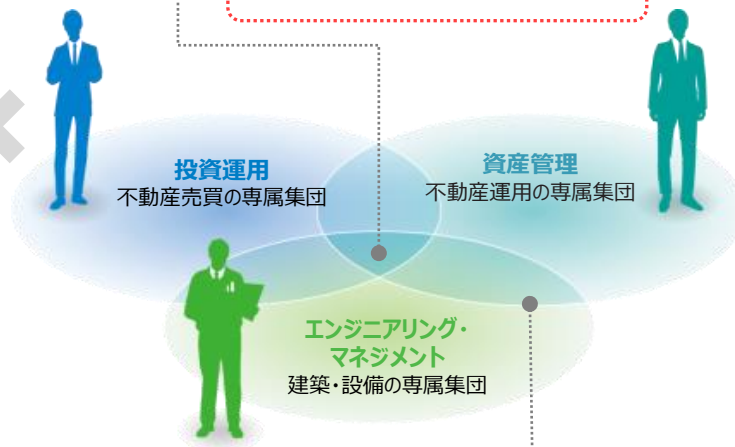 投資運用
不動産売買の専属集団
資産管理
不動産運用の専属集団
エンジニアリング・
マネジメント
建築・設備の専属集団